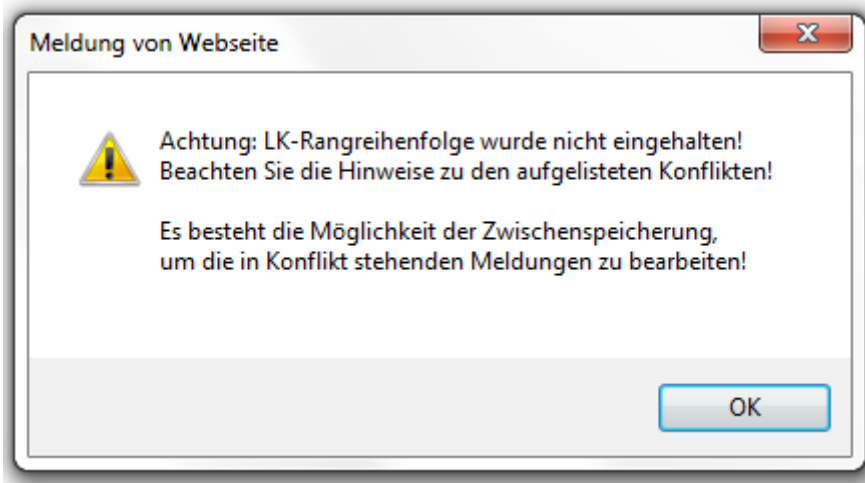 Meldung von Webseite
Achtung: LK-Rangreihenfolge wurde nicht eingehalten!
Beachten Sie die Hinweise zu den aufgelisteten Konflikten!
Es besteht die Möglichkeit der Zwischenspeicherung,
um die in Konflikt stehenden Meldungen zu bearbeiten!
OK